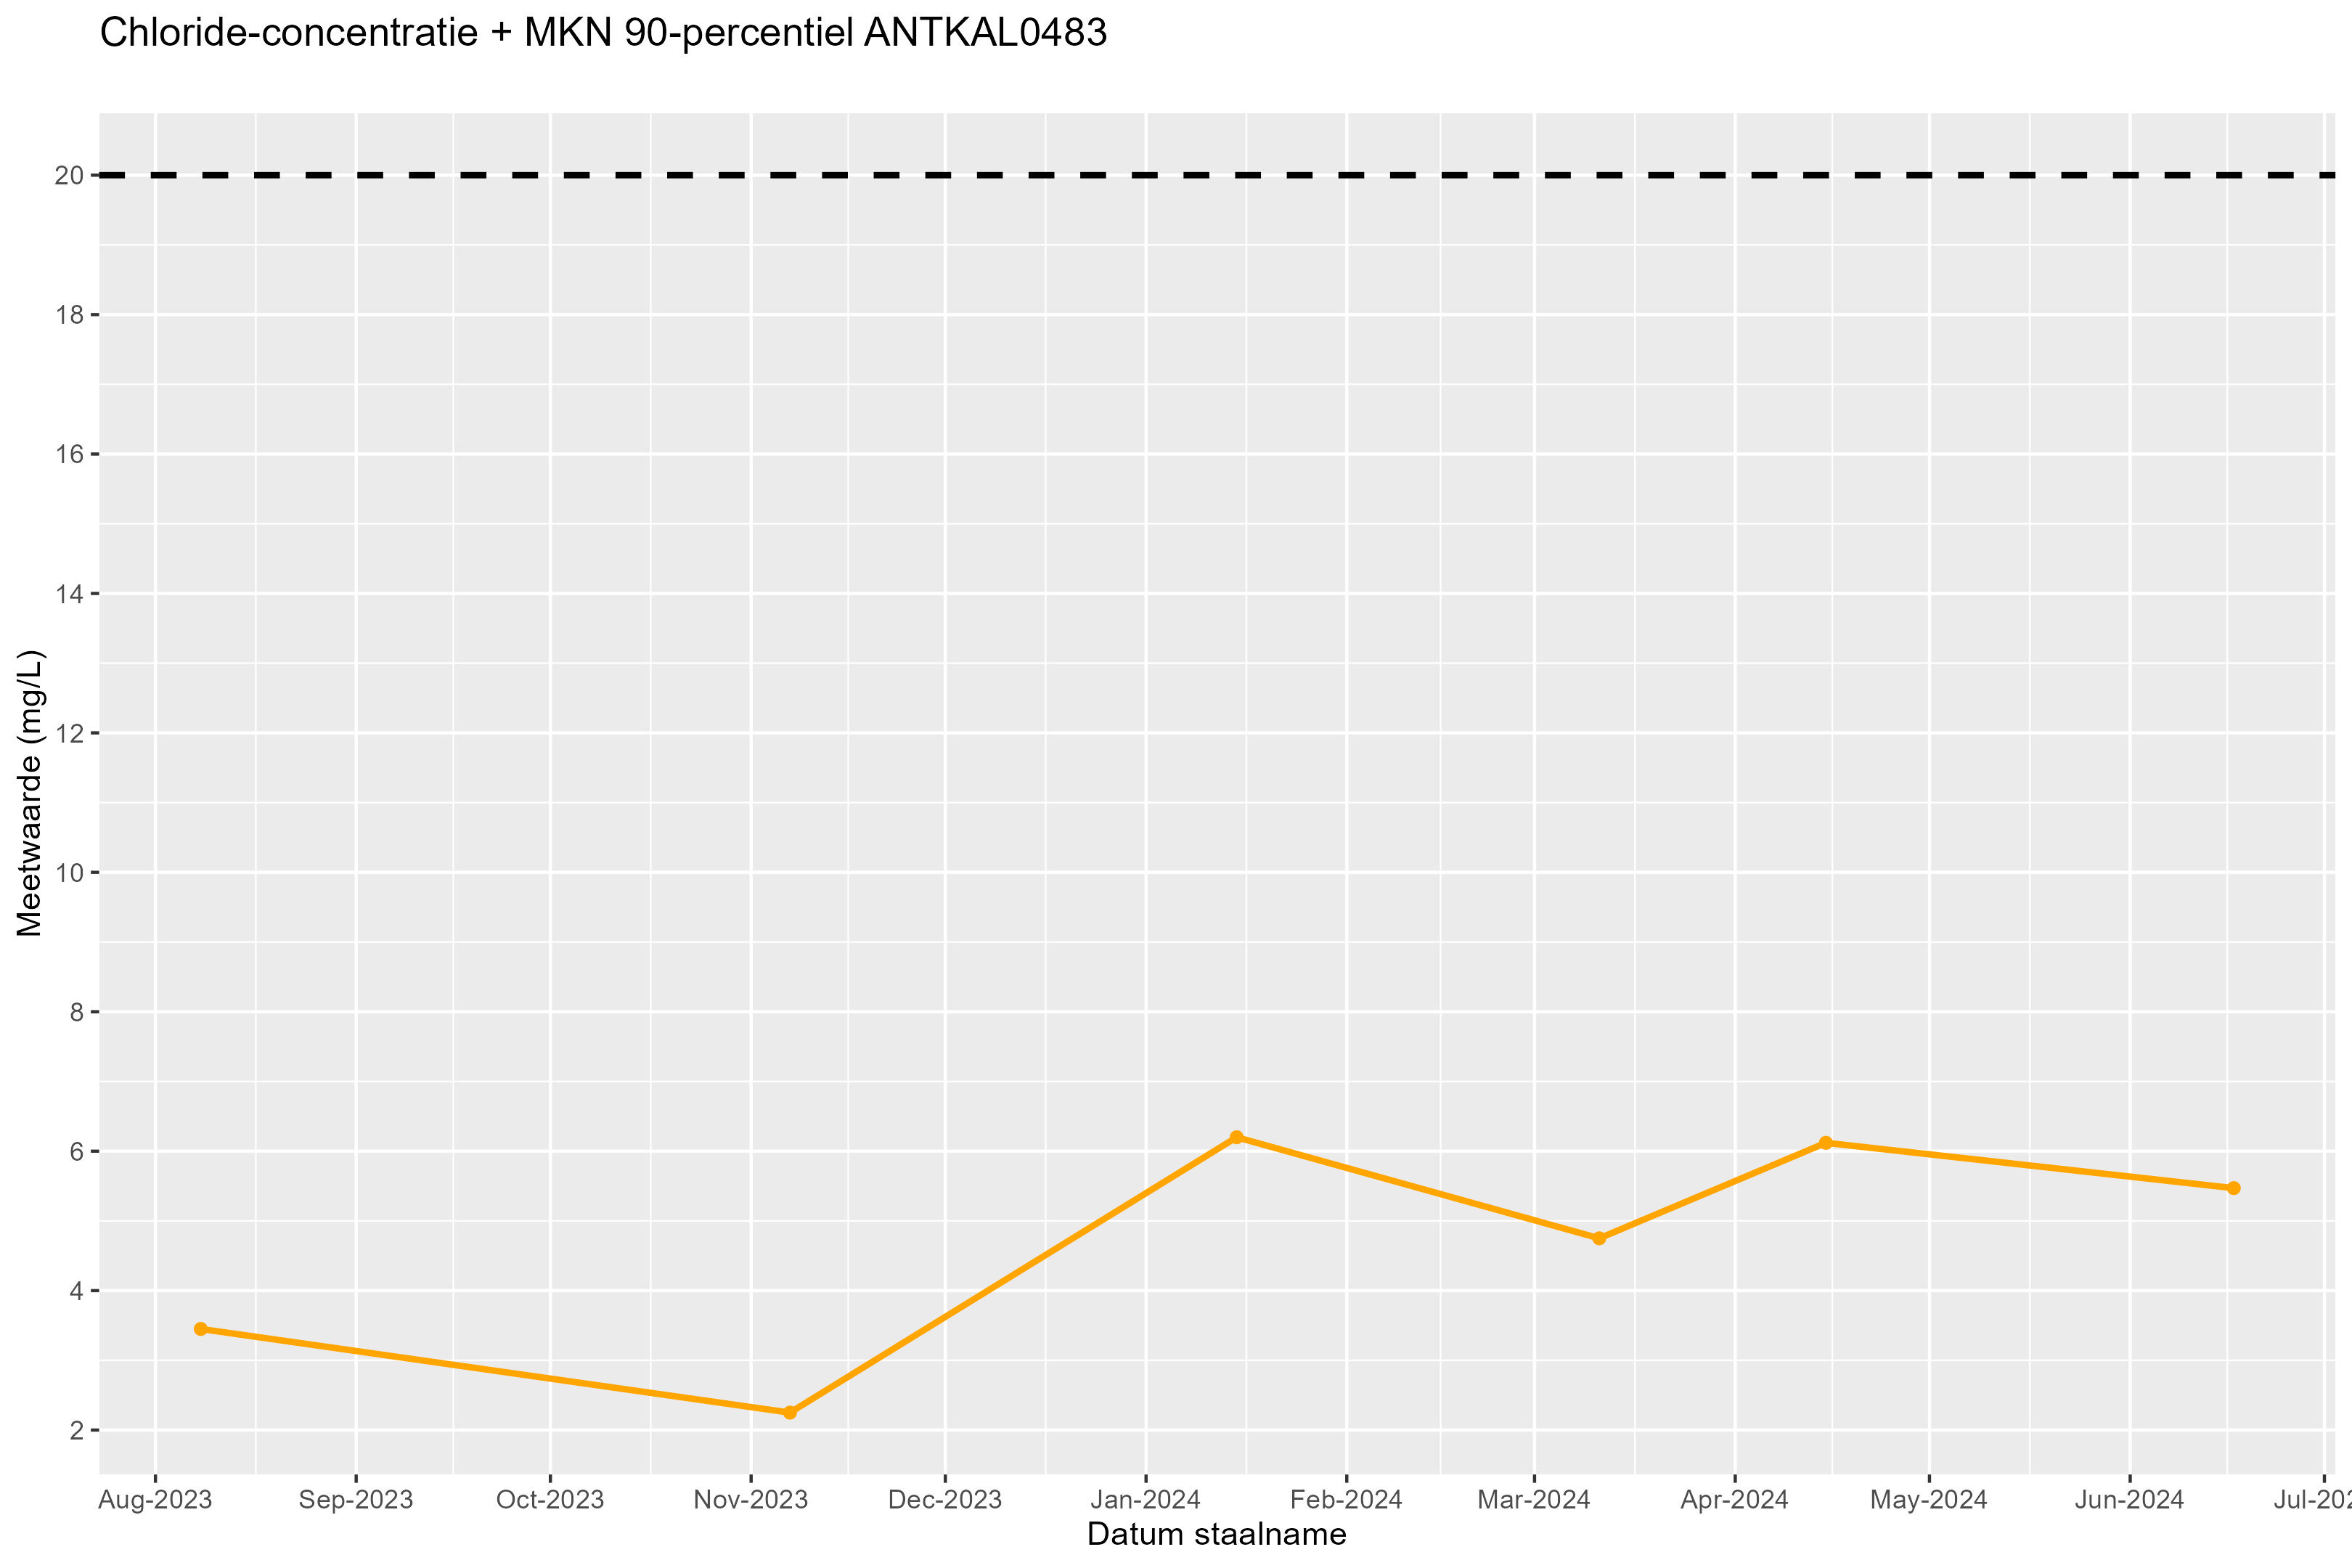 Chloride-concentratie + MKN 90-percentiel ANTKAL0483
Meetwaarde (mg/L)
20
18
16
14
12
10
8
6
4
2
Aug-2023 Sep-2023 Oct-2023 Nov-2023 Dec-2023 Jan-2024 Feb-2024 Mar-2024 Apr-2024 May-2024 Jun-2024 Jul-202
Datum staalname